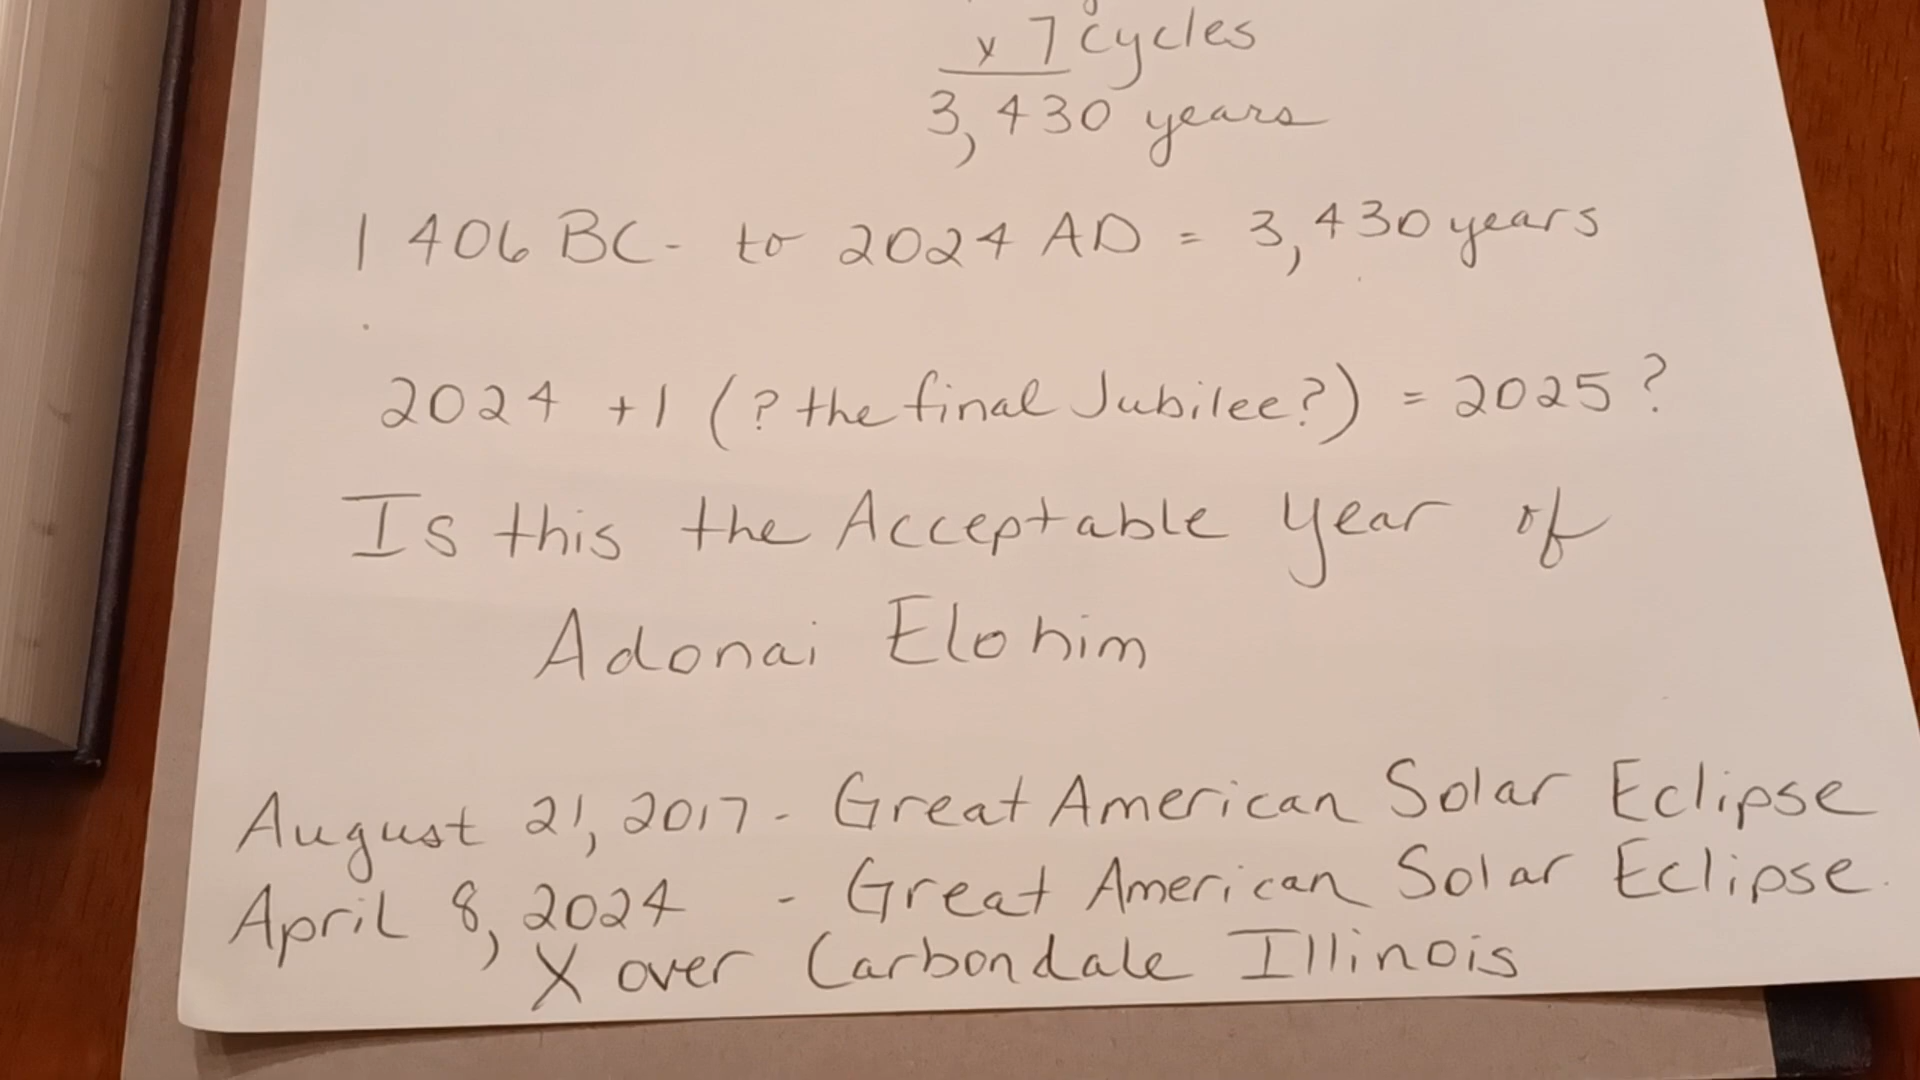 x 7 cycles
3,430 years
1406 BC - to 2024 AD = 3,430 years
2024 +1 (? the final Jubilee?) = 2025?
Is this the Acceptable year of
Adonai Elohim
August 21, 2017 - Great American Solar Eclipse
April 8, 2024 - Great American Solar Eclipse
X over Carbondale Illinois